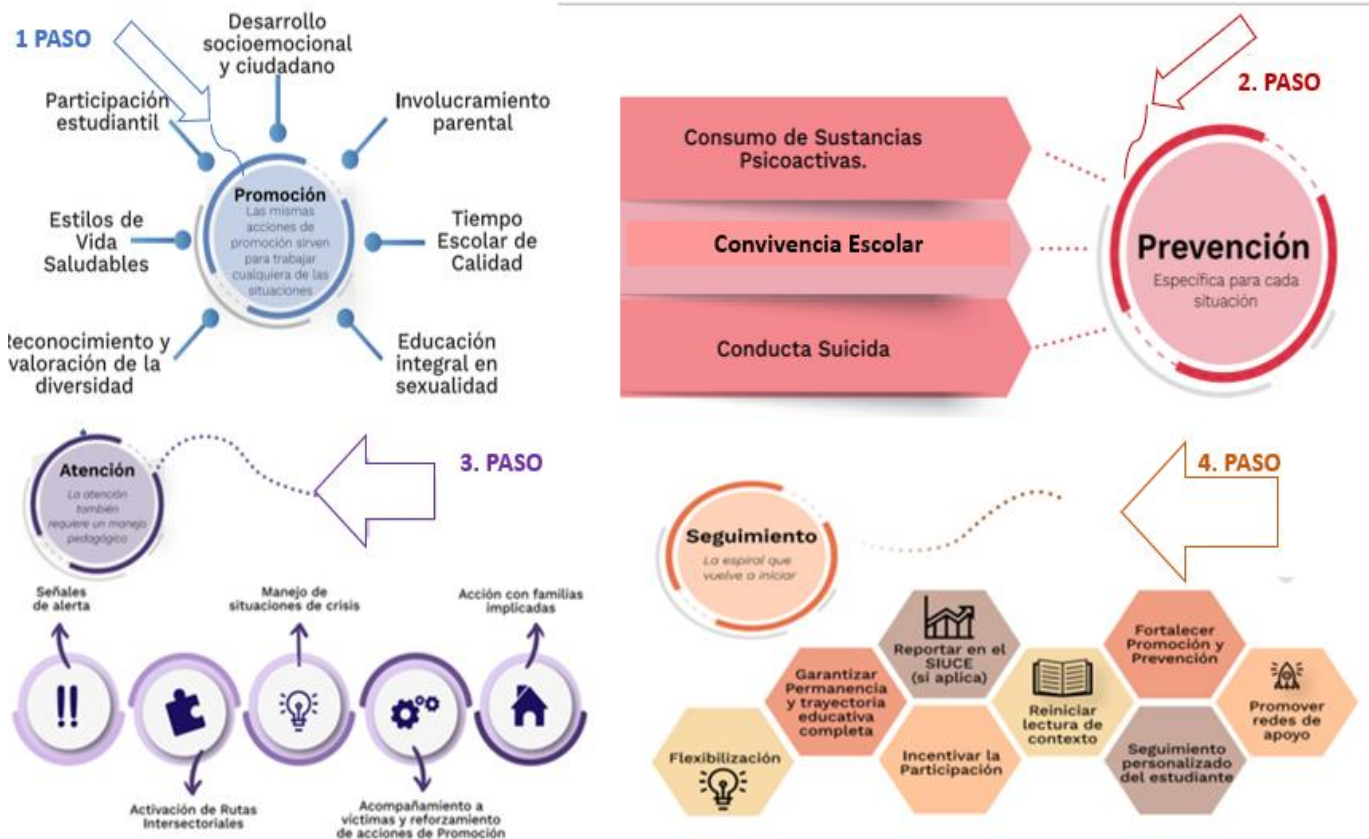 1 PASO
Desarrollo
socioemocional
y ciudadano
Participación
estudiantil
Involucramiento
parental
Promoción
Las mismas
acciones de
promoción sirven
para trabajar
cualquiera de las
situaciones
Estilos de
Vida
Saludables
Tiempo
Escolar de
Calidad
econocimiento y
valoración de la
diversidad
Educación
integral en
sexualidad
2. PASO
Consumo de Sustancias
Psicoactivas.
Convivencia Escolar
Conducta Suicida
Prevención
Específica para cada
situación
3. PASO
Atención
La atención
también
requiere un manejo
pedagógico
Señales
de alerta
Manejo de
situaciones de crisis
Acción con familias
implicadas
!!
Activación de Rutas
Intersectoriales
Acompañamiento a
víctimas y reforzamiento
de acciones de Promoción
4. PASO
Seguimiento
La espiral que
vuelve a iniciar
Flexibilización
Garantizar
Permanencia
y trayectoria
educativa
completa
Reportar en el
SIUCE
(si aplica)
Incentivar la
Participación
Reiniciar
lectura de
contexto
Fortalecer
Promoción y
Prevención
Seguimiento
personalizado
del estudiante
Promover
redes de
apoyo